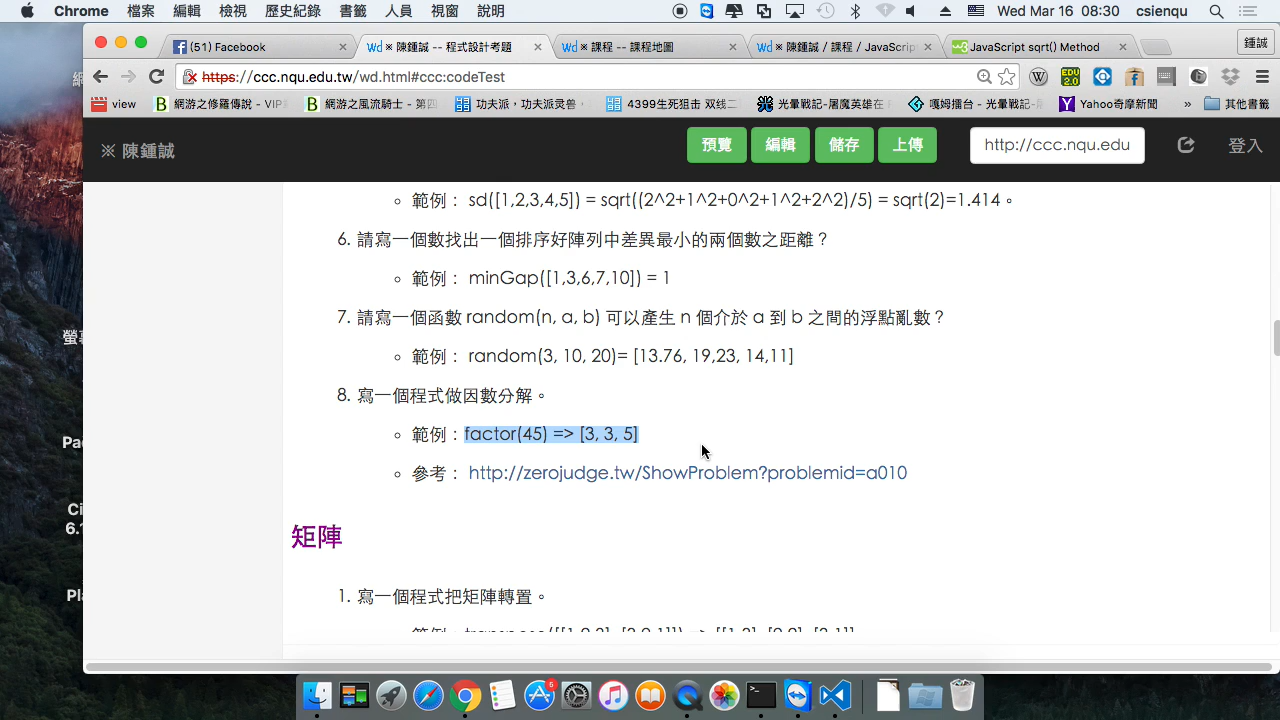 Chrome 檔案 編輯 檢視 歷史紀錄 書籤 人員 視窗 說明 Wed Mar 16 08:30 csienqu
(51) Facebook
陳鍾誠 -- 程式設計考題
※ 課程 -- 課程地圖
※ 陳鍾誠 / 課程 / JavaScrip
JavaScript sqrt() Method
鍾誠
https://ccc.nqu.edu.tw/wd.html#ccc:codeTest
view
網游之修羅傳說 - VIP
網游之風流騎士 - 第四
功夫派，功夫派灵兽，
4399生死狙击 双线二
光暈戰記-屠魔英雄在
嘎姆擂台 - 光暈戰記-
Yahoo奇摩新聞
» 其他書籤
※ 陳鍾誠 預覽 編輯 儲存 上傳 http://ccc.nqu.edu 登入
範例： sd([1,2,3,4,5]) = sqrt((2^2+1^2+0^2+1^2+2^2)/5) = sqrt(2)=1.414。
6. 請寫一個數找出一個排序好陣列中差異最小的兩個數之距離？
範例： minGap([1,3,6,7,10]) = 1
7. 請寫一個函數 random(n, a, b) 可以產生 n 個介於 a 到 b 之間的浮點亂數？
範例： random(3, 10, 20)= [13.76, 19,23, 14,11]
8. 寫一個程式做因數分解。
範例：factor(45) => [3, 3, 5]
參考： http://zerojudge.tw/ShowProblem?problemid=a010
矩陣
1. 寫一個程式把矩陣轉置。
6